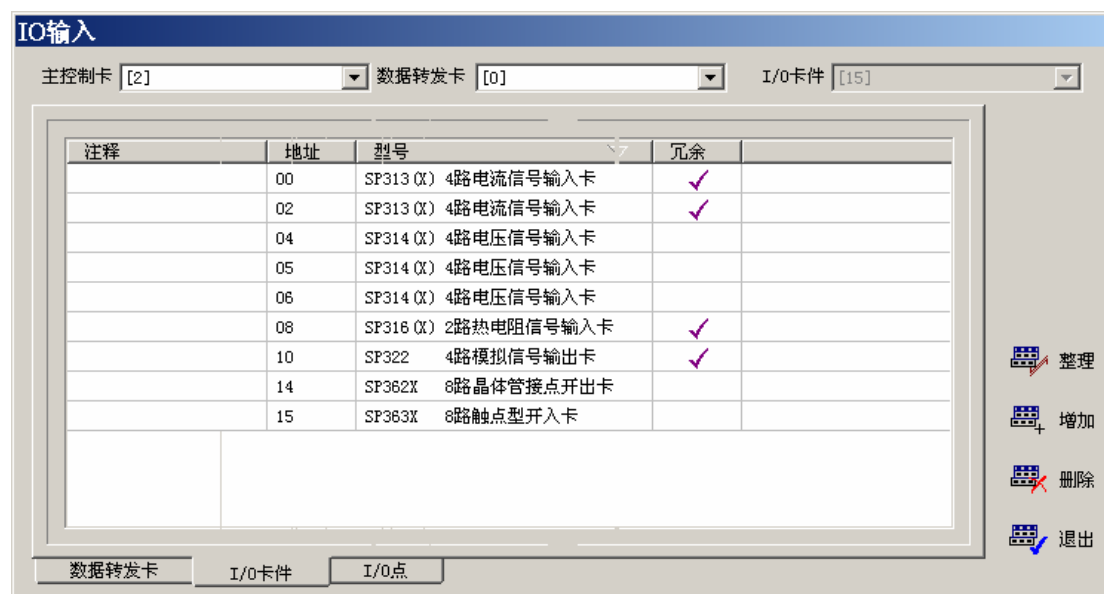 IO输入
主控制卡 [2] 数据转发卡 [0] I/O卡件 [15]
注释 地址 型号 冗余
00 SP313(X) 4路电流信号输入卡 ✓
02 SP313(X) 4路电流信号输入卡 ✓
04 SP314(X) 4路电压信号输入卡
05 SP314(X) 4路电压信号输入卡
06 SP314(X) 4路电压信号输入卡
08 SP316(X) 2路热电阻信号输入卡 ✓
10 SP322 4路模拟信号输出卡 ✓
14 SP362X 8路晶体管接点开出卡
15 SP363X 8路触点型开入卡
整理
增加
删除
退出
数据转发卡 I/O卡件 I/O点